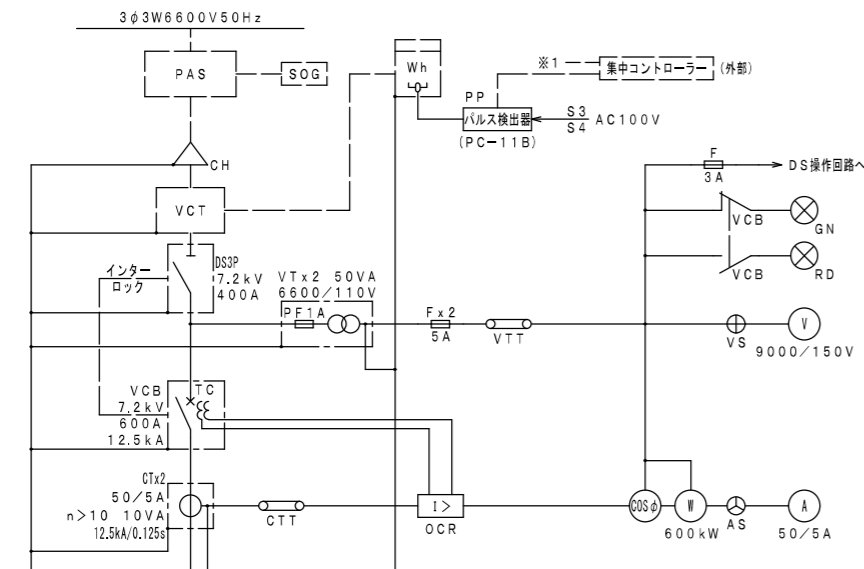 3φ3W6600V50Hz
PAS
SOG
Wh
※1
集中コントローラー
(外部)
PP
パルス検出器
(PC-11B)
S3
S4
AC100V
CH
VCT
F
3A
DS操作回路へ
VCB
GN
VCB
RD
インター
ロック
DS3P
7.2kV
400A
VTx2 50VA
6600/110V
PF1A
Fx2
5A
VTT
VS
V
9000/150V
VCB
7.2kV
600A
12.5kA
TC
CTx2
50/5A
n>10 10VA
12.5kA/0.125s
CTT
I>
OCR
COSφ
W
600kW
AS
A
50/5A